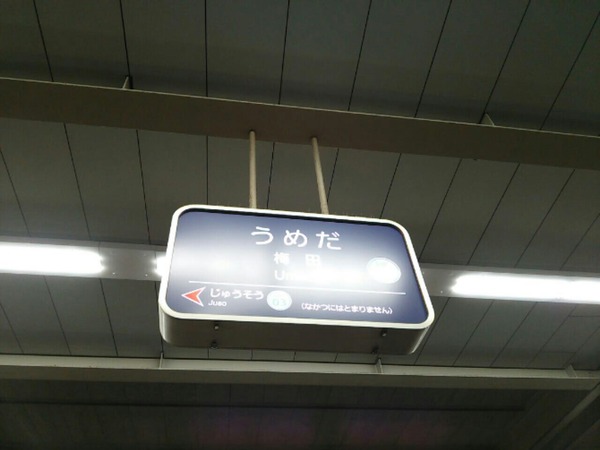 うめだ
梅田
じゅうそう
Juso
(なかつにはとまりません)